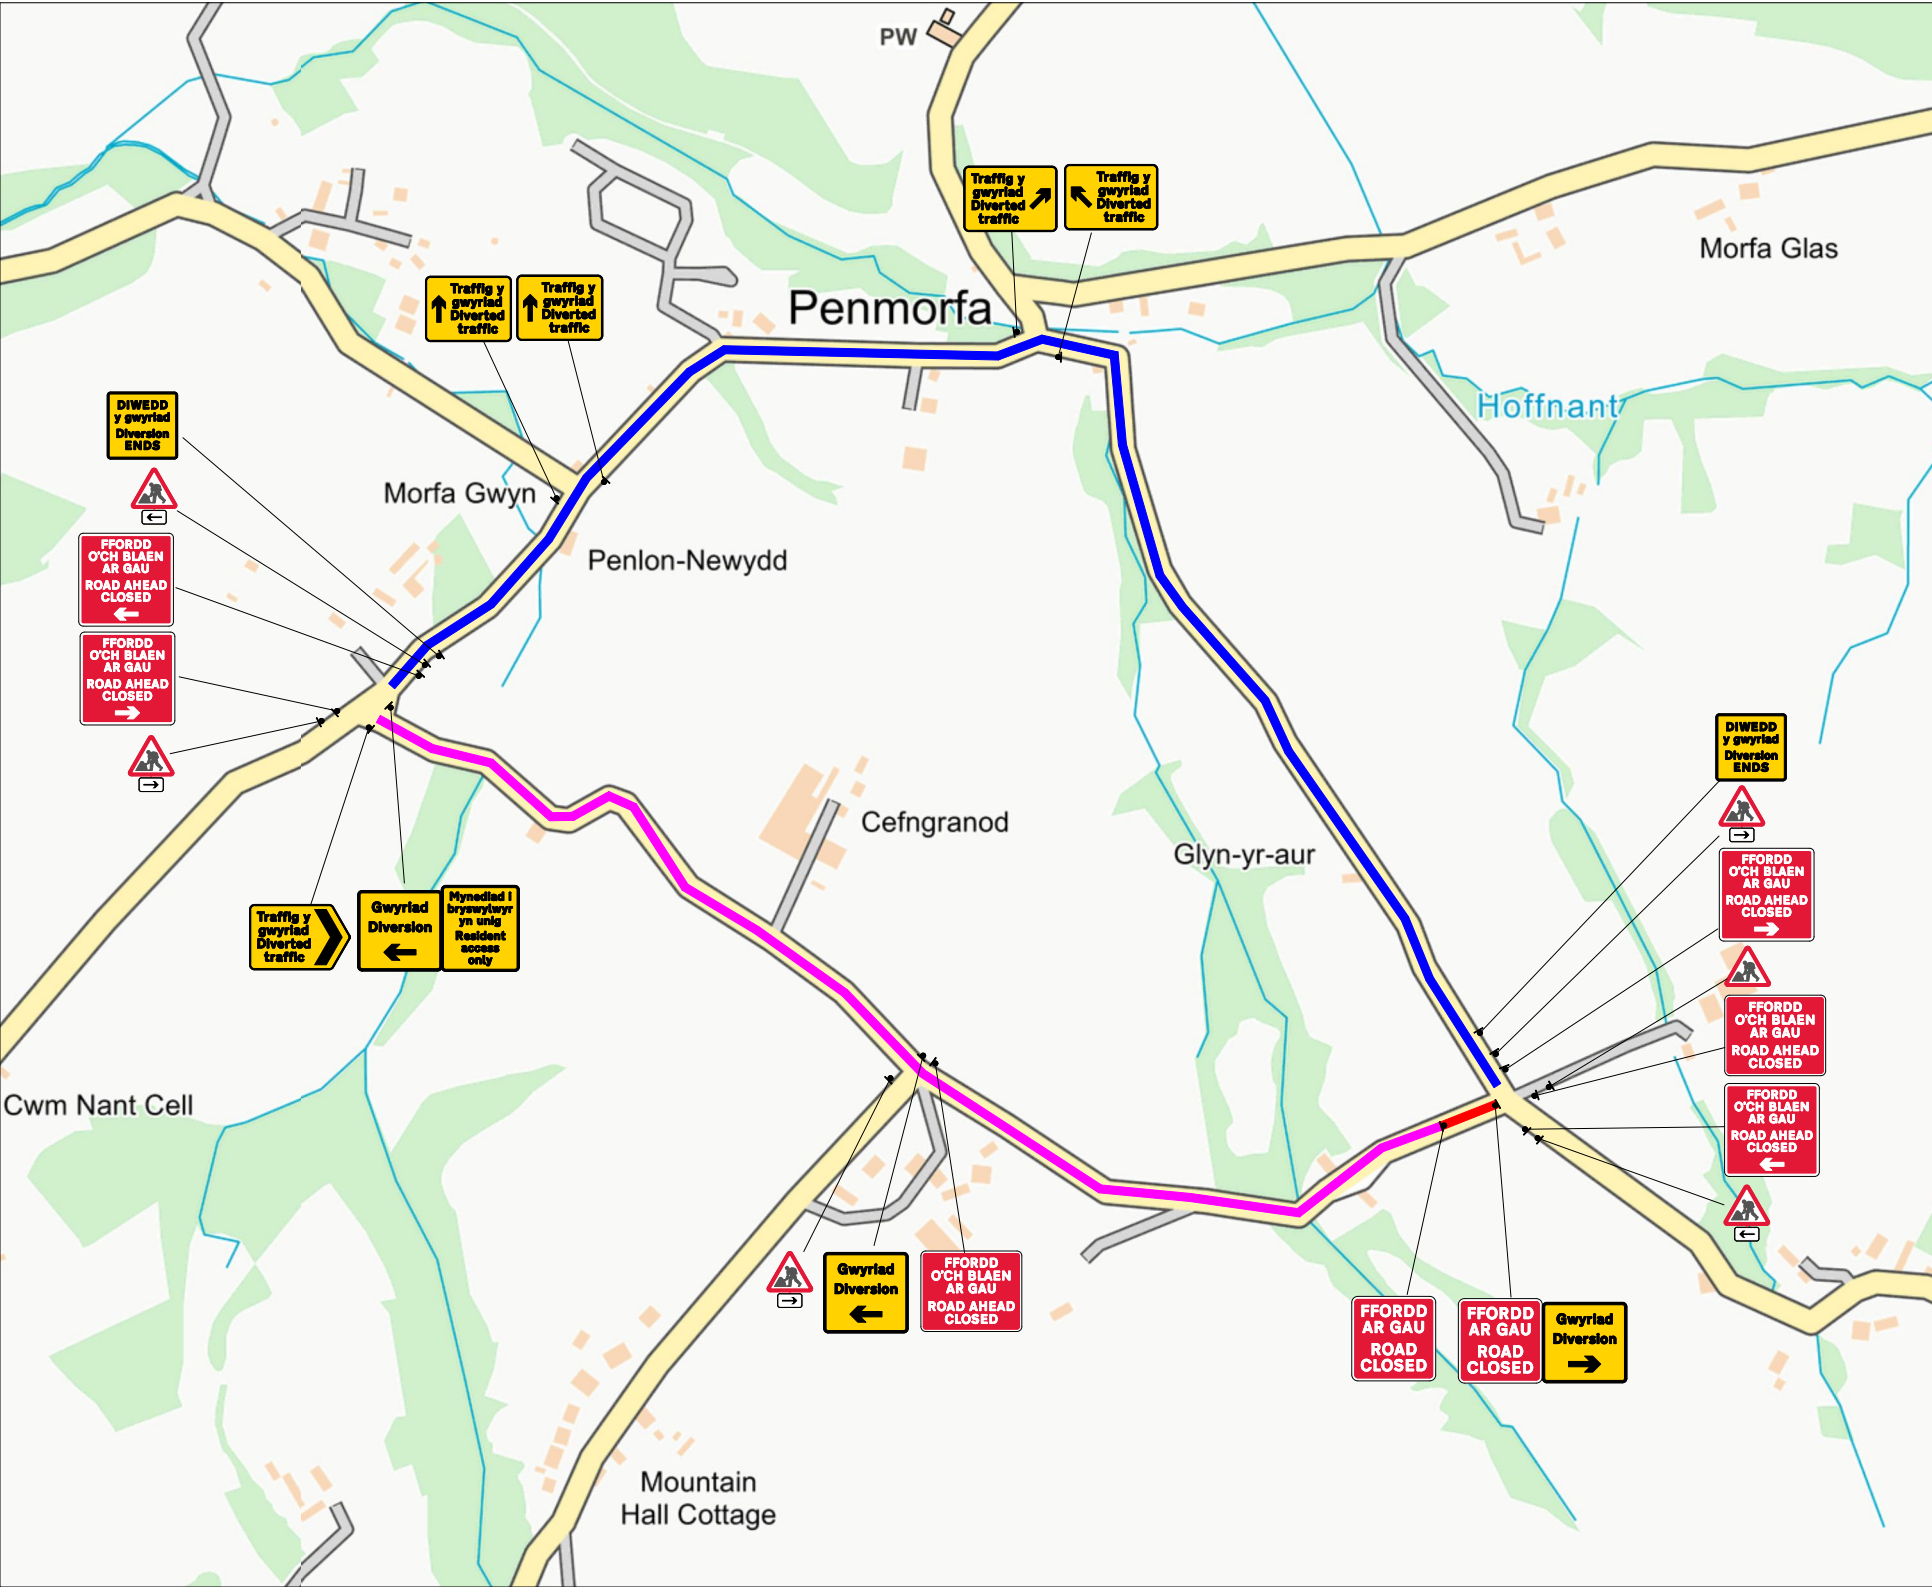 PW
Traffig y
gwyriad
Diverted
traffic
Traffig y
gwyriad
Diverted
traffic
Morfa Glas
Traffig y
gwyriad
Diverted
traffic
Traffig y
gwyriad
Diverted
traffic
Penmorfa
Hoffnant
DIWEDD
y gwyriad
Diversion
ENDS
Morfa Gwyn
Penlon-Newydd
FFORDD
O'CH BLAEN
AR GAU
ROAD AHEAD
CLOSED
FFORDD
O'CH BLAEN
AR GAU
ROAD AHEAD
CLOSED
Cefngranod
Glyn-yr-aur
DIWEDD
y gwyriad
Diversion
ENDS
FFORDD
O'CH BLAEN
AR GAU
ROAD AHEAD
CLOSED
Traffig y
gwyriad
Diverted
traffic
Gwyriad
Diversion
Mynediad i
bryswylwyr
yn unig
Resident
access
only
FFORDD
O'CH BLAEN
AR GAU
ROAD AHEAD
CLOSED
Cwm Nant Cell
FFORDD
O'CH BLAEN
AR GAU
ROAD AHEAD
CLOSED
Gwyriad
Diversion
FFORDD
O'CH BLAEN
AR GAU
ROAD AHEAD
CLOSED
FFORDD
AR GAU
ROAD
CLOSED
FFORDD
AR GAU
ROAD
CLOSED
Gwyriad
Diversion
Mountain
Hall Cottage